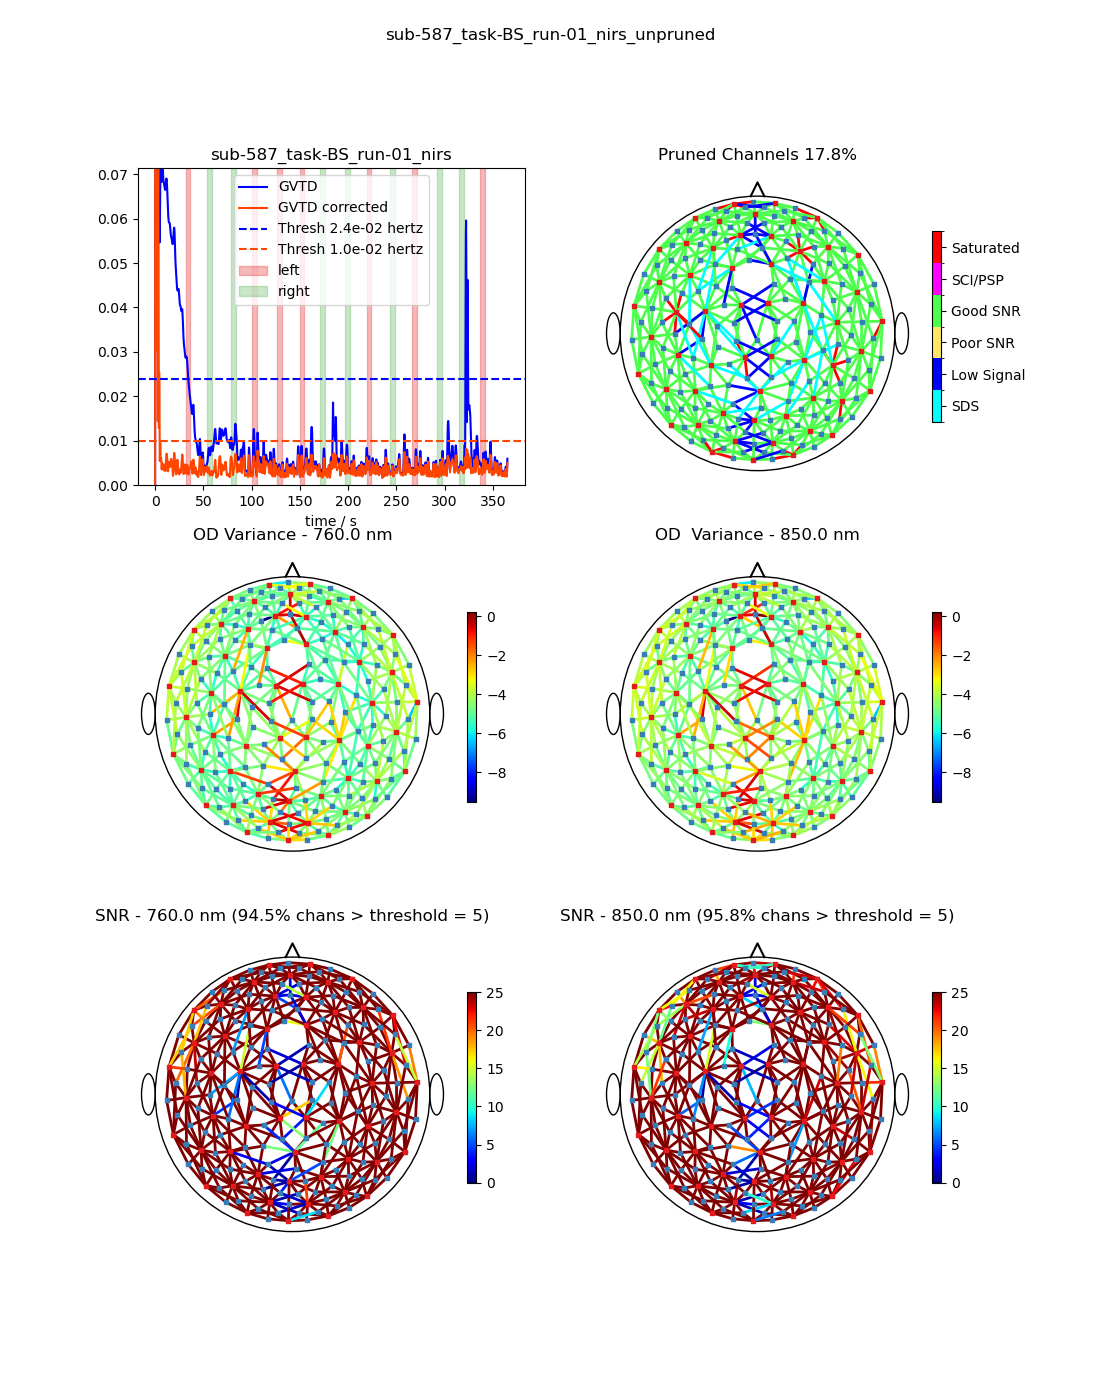 sub-587_task-BS_run-01_nirs_unpruned
sub-587_task-BS_run-01_nirs
0.07
0.06
0.05
0.04
0.03
0.02
0.01
0.00
GVTD
GVTD corrected
Thresh 2.4e-02 hertz
Thresh 1.0e-02 hertz
left
right
0 50 100 150 200 250 300 350
time / s
Pruned Channels 17.8%
Saturated
SCI/PSP
Good SNR
Poor SNR
Low Signal
SDS
OD Variance - 760.0 nm
0
−2
−4
−6
−8
OD  Variance - 850.0 nm
0
−2
−4
−6
−8
SNR - 760.0 nm (94.5% chans > threshold = 5)
25
20
15
10
5
0
SNR - 850.0 nm (95.8% chans > threshold = 5)
25
20
15
10
5
0